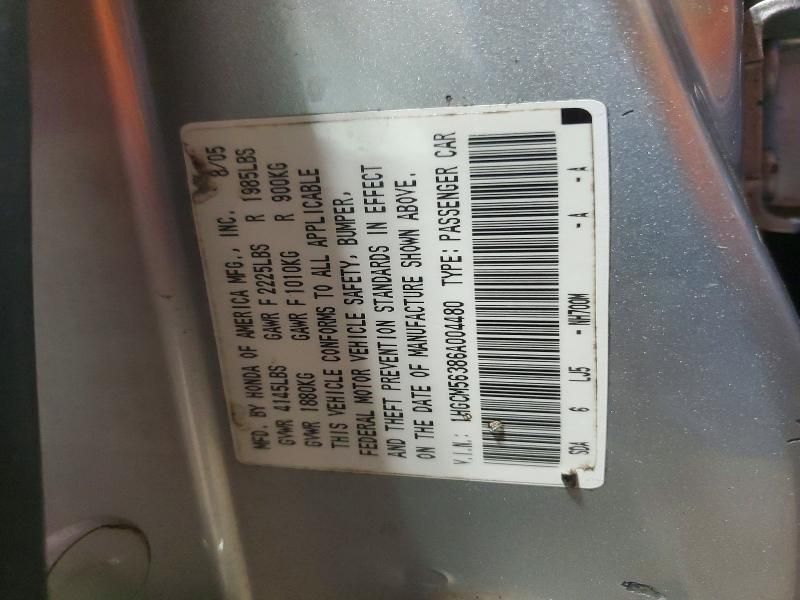 MFD. BY HONDA OF AMERICA MFG., INC. 8/05
GVWR 4145LBS GAWR F 2225LBS R 1985LBS
GVWR 1880KG GAWR F 1010KG R 900KG
THIS VEHICLE CONFORMS TO ALL APPLICABLE
FEDERAL MOTOR VEHICLE SAFETY, BUMPER,
AND THEFT PREVENTION STANDARDS IN EFFECT
ON THE DATE OF MANUFACTURE SHOWN ABOVE.
V.I.N.: 1HGCM56386A004480 TYPE: PASSENGER CAR
SDA 6 LJ5 - NH700M - A - A